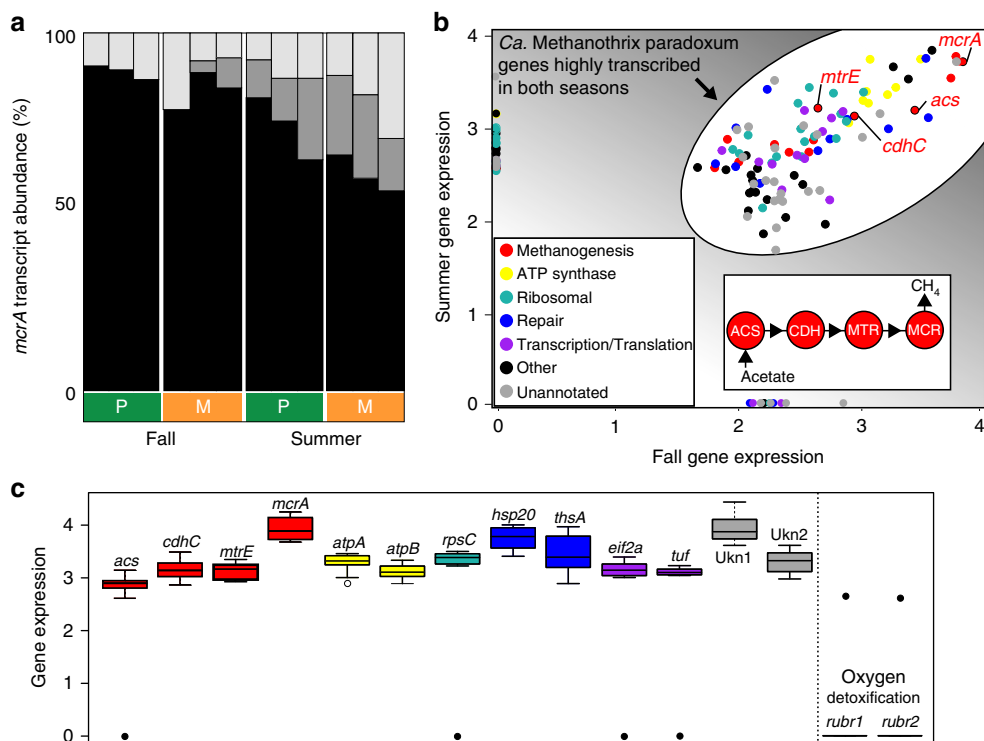 a
mcrA transcript abundance (%)
100
50
0
P
M
P
M
Fall
Summer
b
Summer gene expression
4
3
2
1
0
Ca. Methanothrix paradoxum
genes highly transcribed
in both seasons
mcrA
mtrE
acs
cdhC
Methanogenesis
ATP synthase
Ribosomal
Repair
Transcription/Translation
Other
Unannotated
CH4
ACS
CDH
MTR
MCR
Acetate
0
1
2
3
4
Fall gene expression
c
Gene expression
4
3
2
1
0
acs
cdhC
mtrE
mcrA
atpA
atpB
rpsC
hsp20
thsA
eif2a
tuf
Ukn1
Ukn2
Oxygen
detoxification
rubr1
rubr2